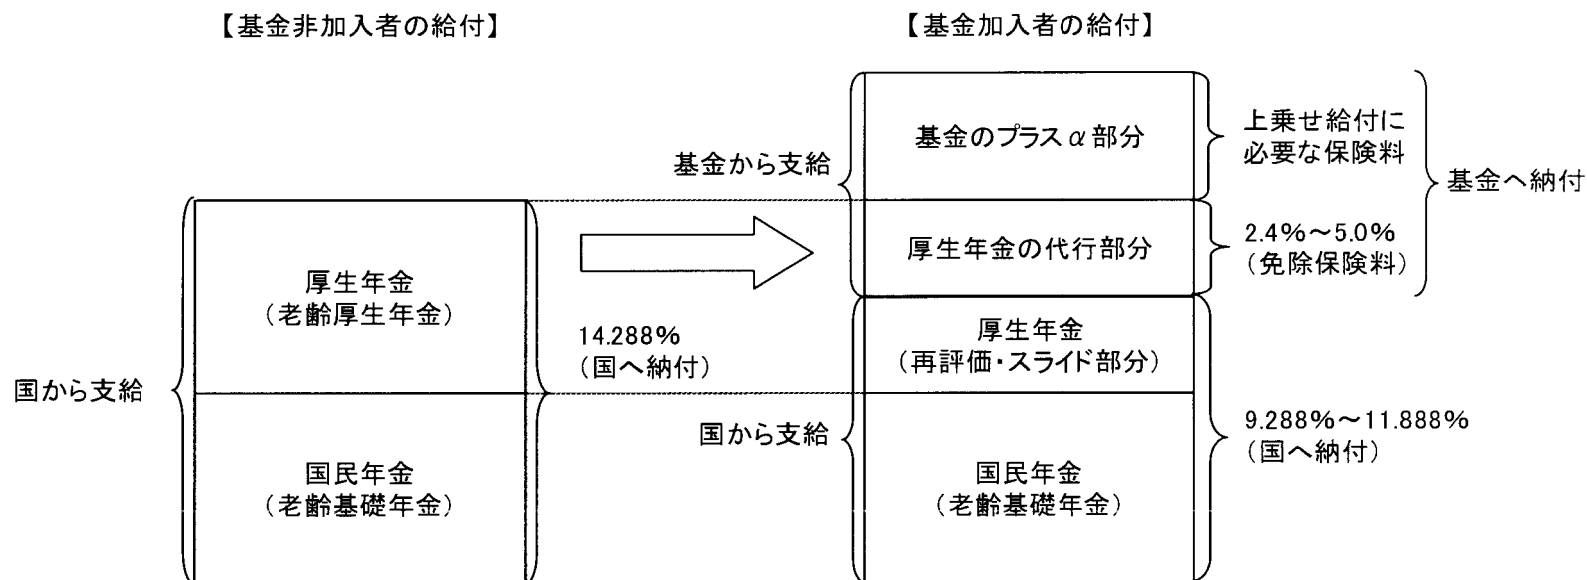 【基金非加入者の給付】
厚生年金
（老齢厚生年金）
国民年金
（老齢基礎年金）
国から支給
14.288%
（国へ納付）
【基金加入者の給付】
基金のプラスα部分
厚生年金の代行部分
厚生年金
（再評価・スライド部分）
国民年金
（老齢基礎年金）
基金から支給
国から支給
上乗せ給付に
必要な保険料
2.4%～5.0%
（免除保険料）
基金へ納付
9.288%～11.888%
（国へ納付）